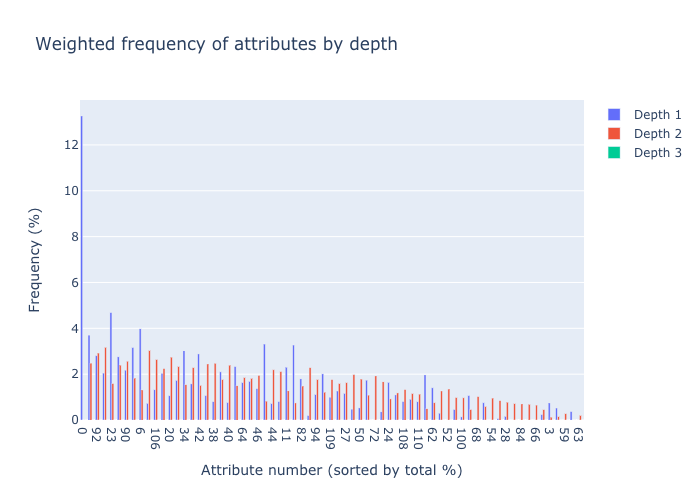 Weighted frequency of attributes by depth
Depth 1
Depth 2
Depth 3
12
10
8
6
4
2
0
Frequency (%)
0 92 23 90 6 106 20 34 42 38 40 64 46 44 11 82 94 109 27 50 72 24 108 110 62 52 100 68 54 28 84 66 3 59 63
Attribute number (sorted by total %)